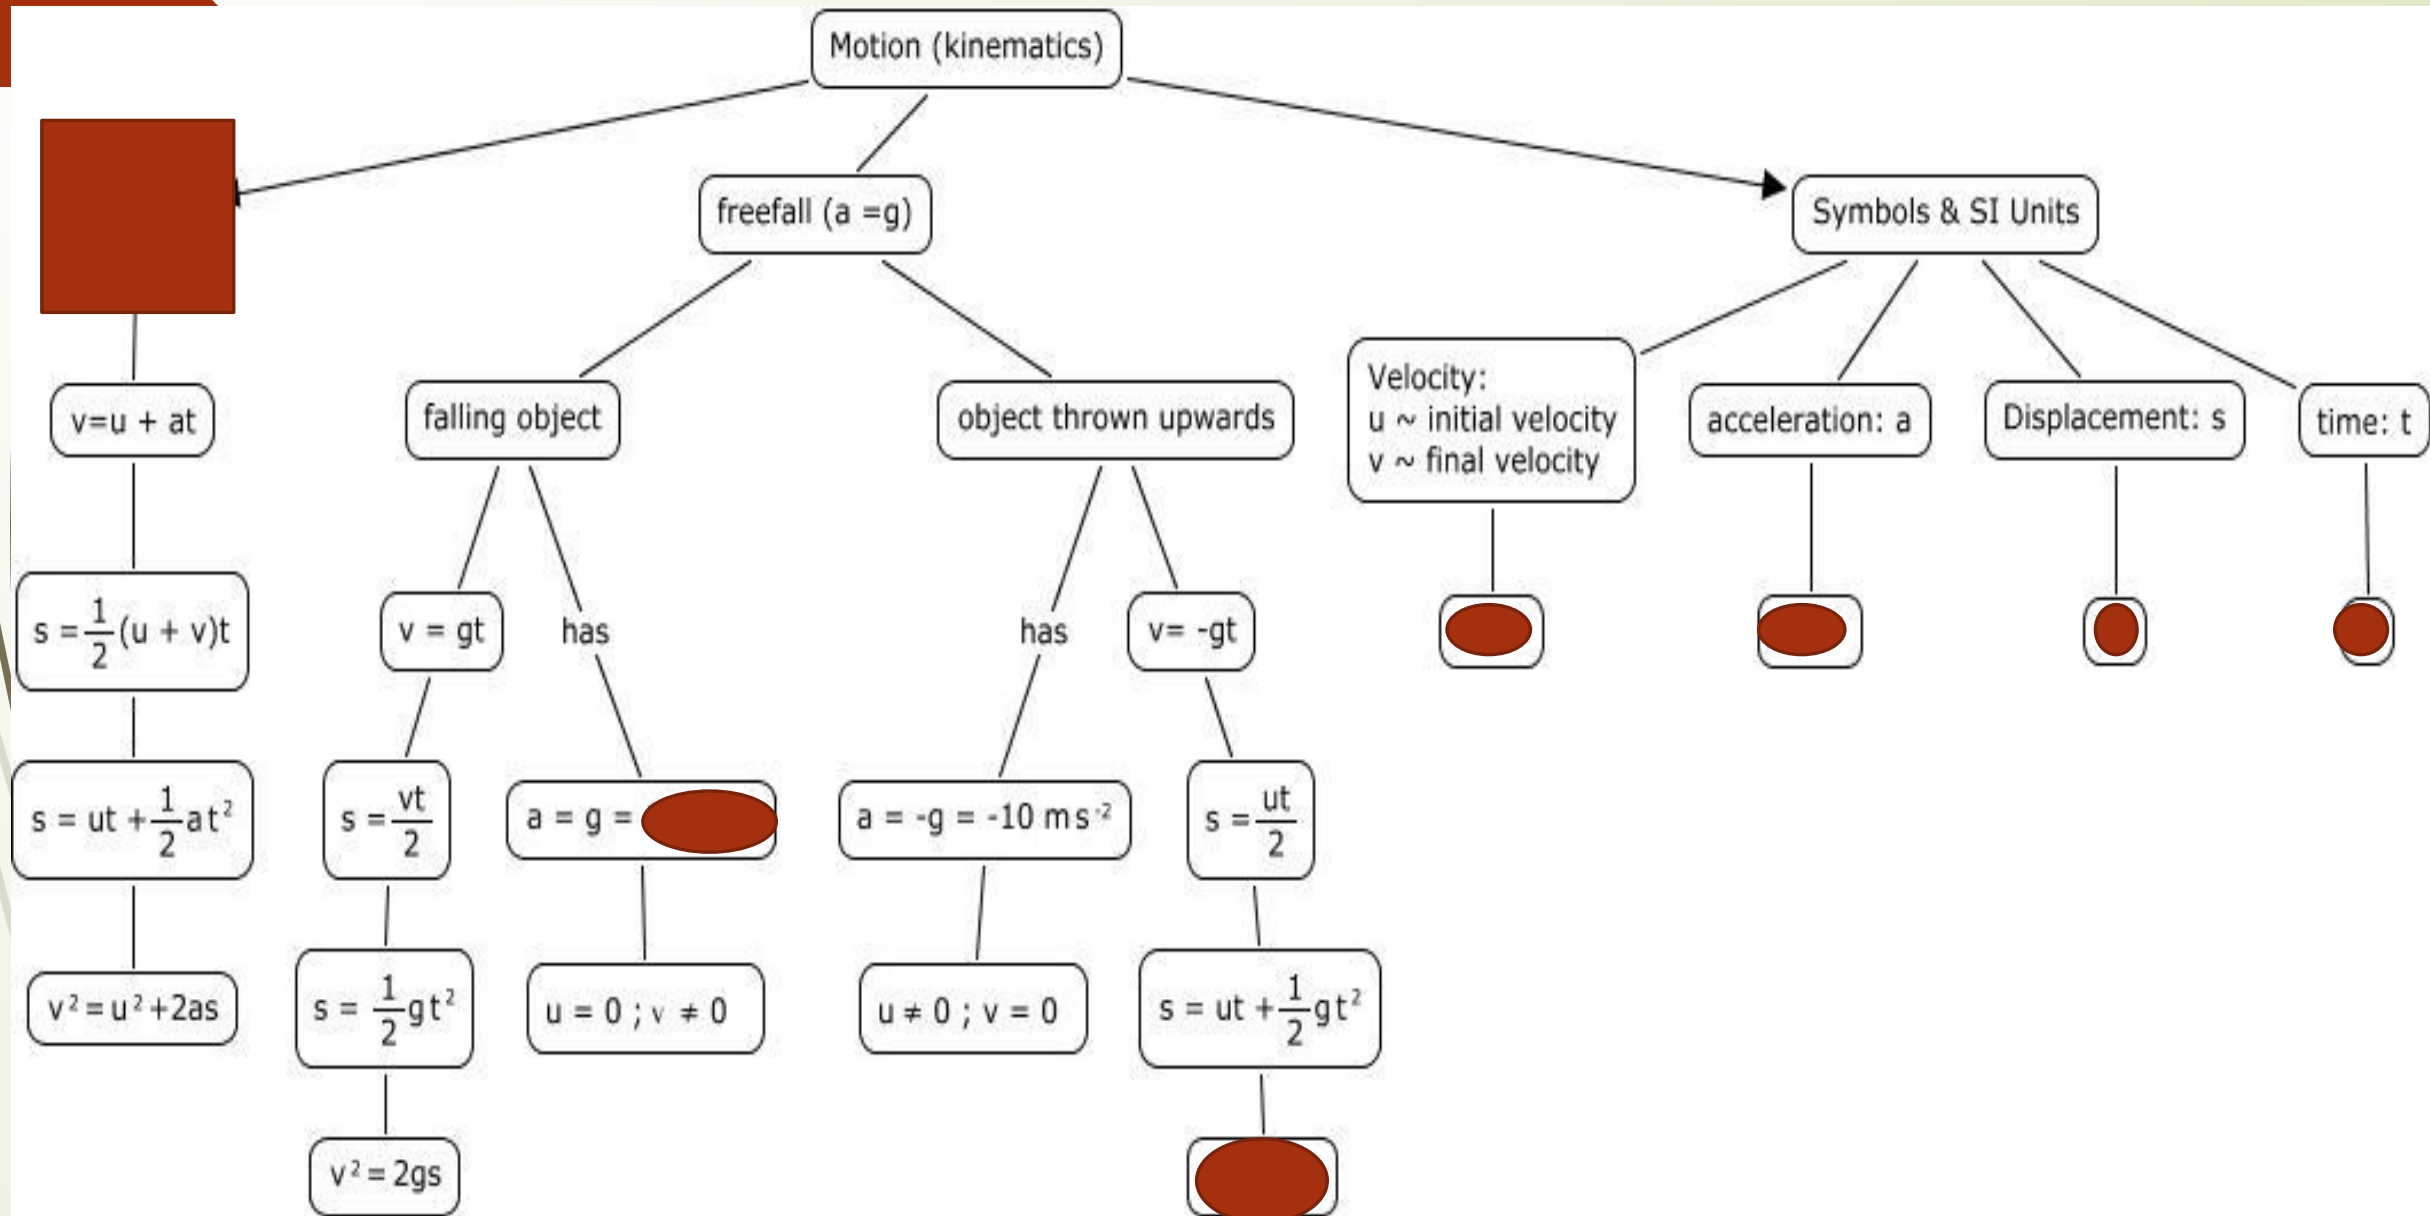 Motion (kinematics)
freefall (a =g)
Symbols & SI Units
v=u + at
falling object
object thrown upwards
Velocity:
u ~ initial velocity
v ~ final velocity
acceleration: a
Displacement: s
time: t
s = 1/2 (u + v)t
v = gt
has
has
v= -gt
s = ut + 1/2 at²
s = vt/2
a = g =
a = -g = -10 ms⁻²
s = ut/2
v²=u²+2as
s = 1/2 gt²
u = 0 ; v ≠ 0
u ≠ 0 ; v = 0
s = ut + 1/2 gt²
v²= 2gs